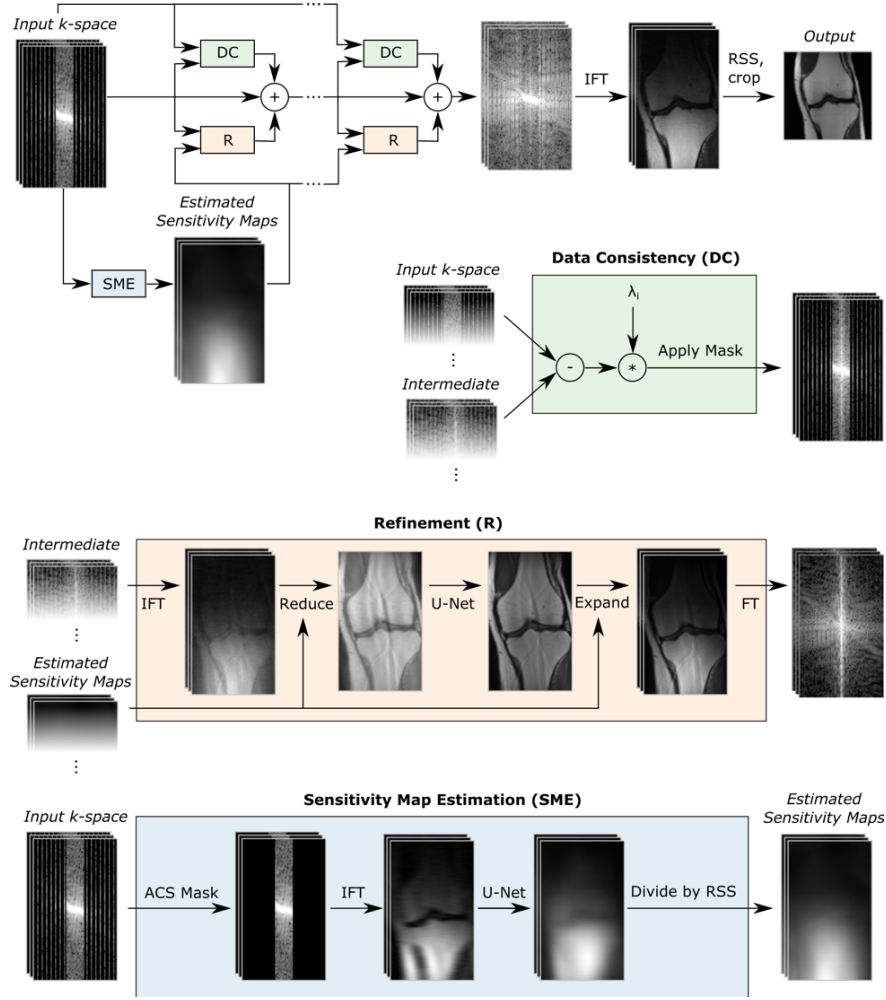 Input k-space
DC
DC
+
+
R
R
IFT
RSS,
crop
Output
Estimated
Sensitivity Maps
SME
Data Consistency (DC)
Input k-space
λi
-
*
Apply Mask
Intermediate
Refinement (R)
Intermediate
IFT
Reduce
U-Net
Expand
FT
Estimated
Sensitivity Maps
Sensitivity Map Estimation (SME)
Input k-space
ACS Mask
IFT
U-Net
Divide by RSS
Estimated
Sensitivity Maps